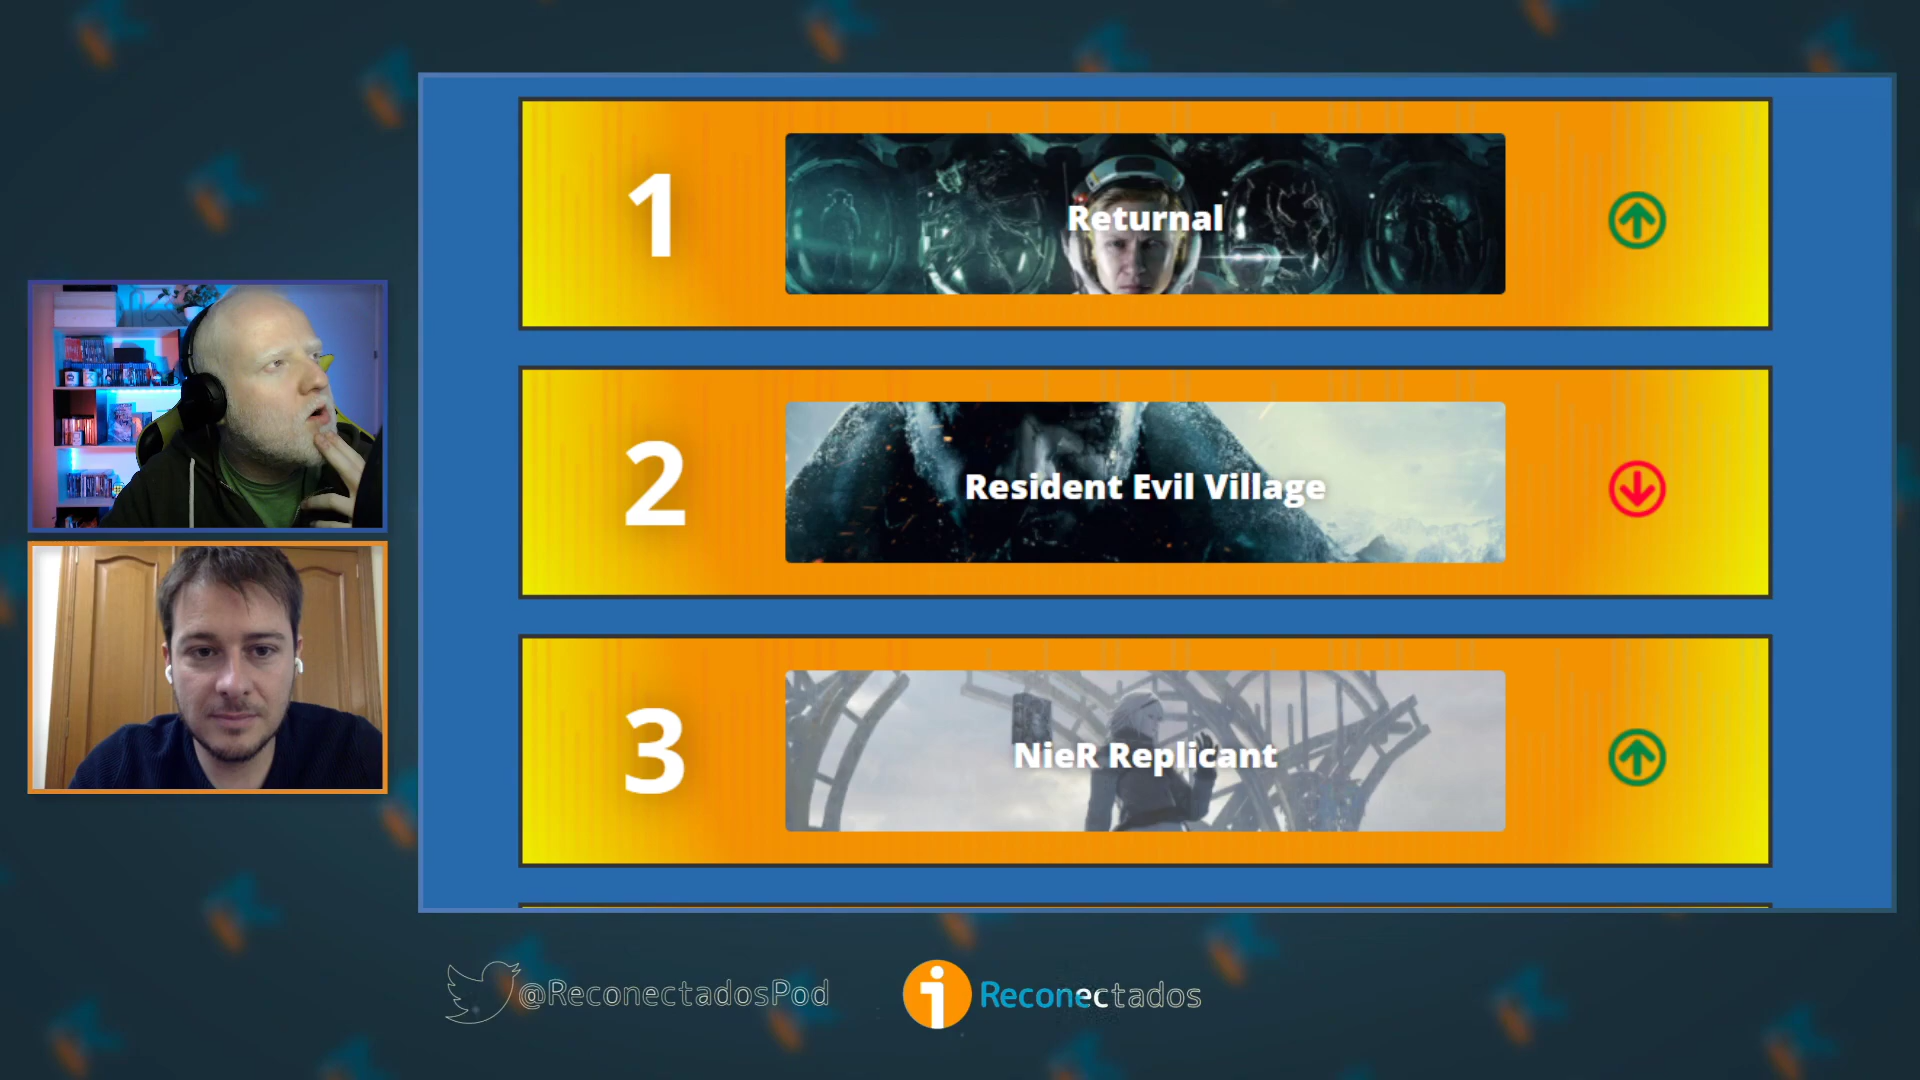 1
Returnal
2
Resident Evil Village
3
NieR Replicant
@ReconectadosPod
i Reconectados